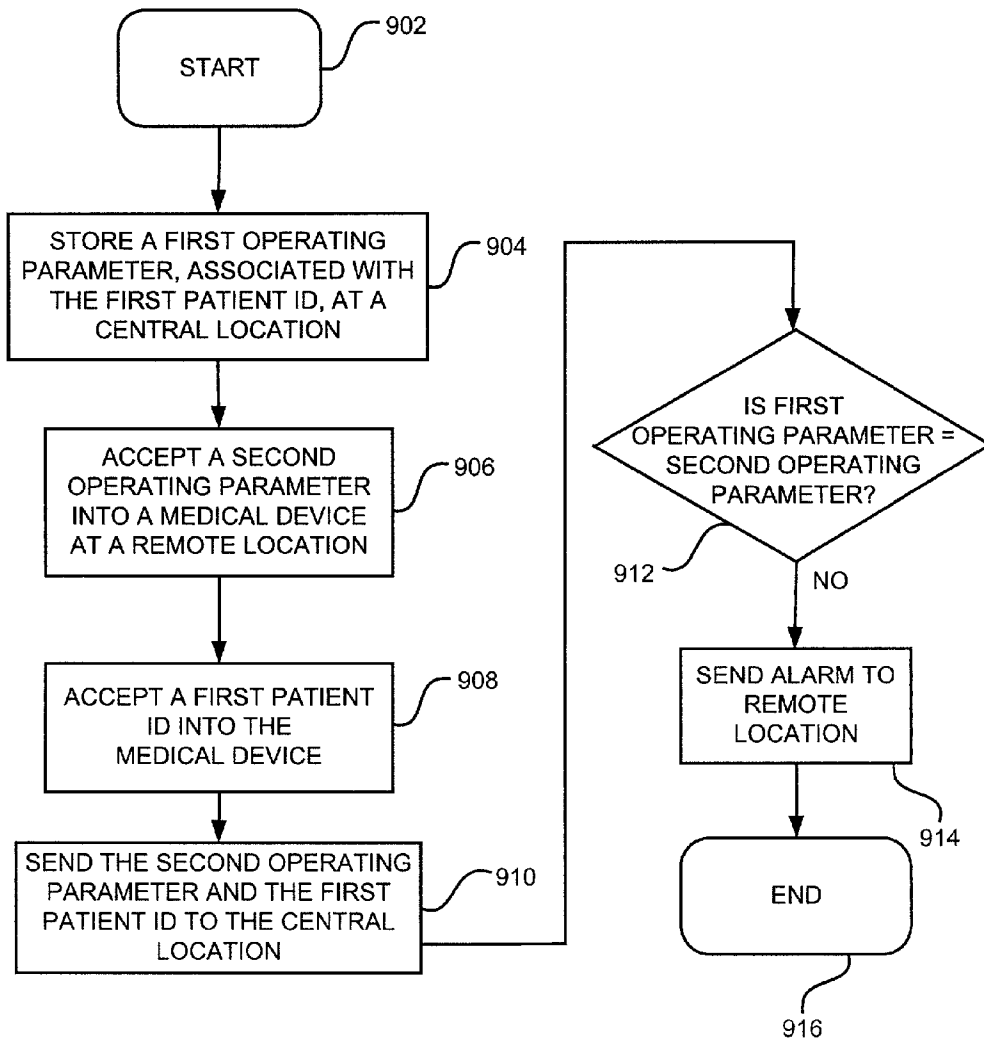 START
902
STORE A FIRST OPERATING
PARAMETER, ASSOCIATED WITH
THE FIRST PATIENT ID, AT A
CENTRAL LOCATION
904
ACCEPT A SECOND
OPERATING PARAMETER
INTO A MEDICAL DEVICE
AT A REMOTE LOCATION
906
ACCEPT A FIRST PATIENT
ID INTO THE
MEDICAL DEVICE
908
SEND THE SECOND OPERATING
PARAMETER AND THE FIRST
PATIENT ID TO THE CENTRAL
LOCATION
910
IS FIRST
OPERATING PARAMETER =
SECOND OPERATING
PARAMETER?
912
NO
SEND ALARM TO
REMOTE
LOCATION
914
END
916